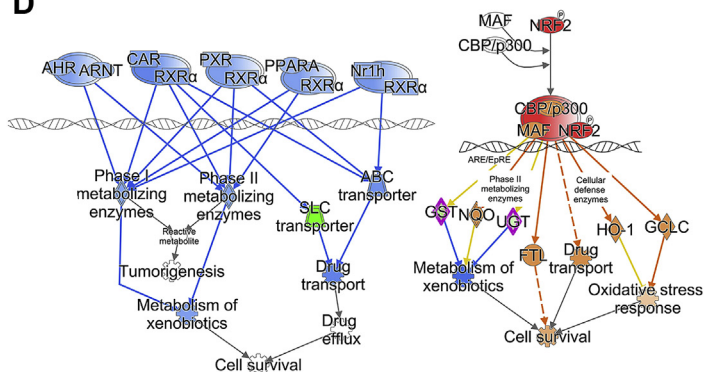 D
AHR ARNT
CAR
RXRα
PXR
RXRα
PPARA
RXRα
Nr1h
RXRα
Phase I
metabolizing
enzymes
Phase II
metabolizing
enzymes
SLC
transporter
ABC
transporter
Reactive
metabolite
Tumorigenesis
Drug
transport
Metabolism of
xenobiotics
Drug
efflux
Cell survival
MAF
CBP/p300
NRF2
P
CBP/p300
MAF NRF2
P
ARE/EpRE
Phase II
metabolizing
enzymes
Cellular
defense
enzymes
GST
NQO
UGT
HO-1
GCLC
FTL
Drug
transport
Metabolism of
xenobiotics
Oxidative stress
response
Cell survival